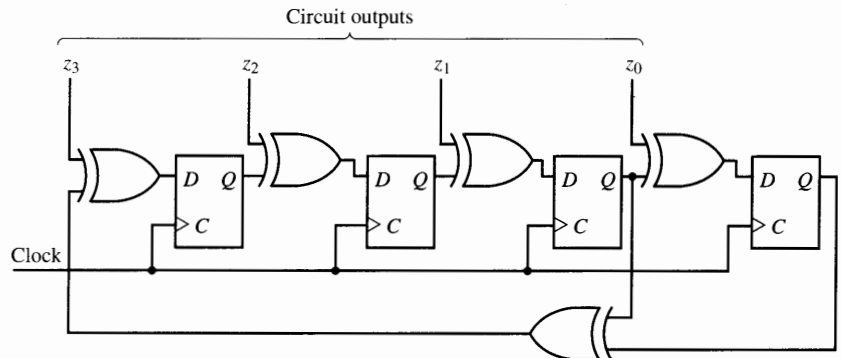 Circuit outputs
z3 z2 z1 z0
D Q D Q D Q D Q
C C C C
Clock